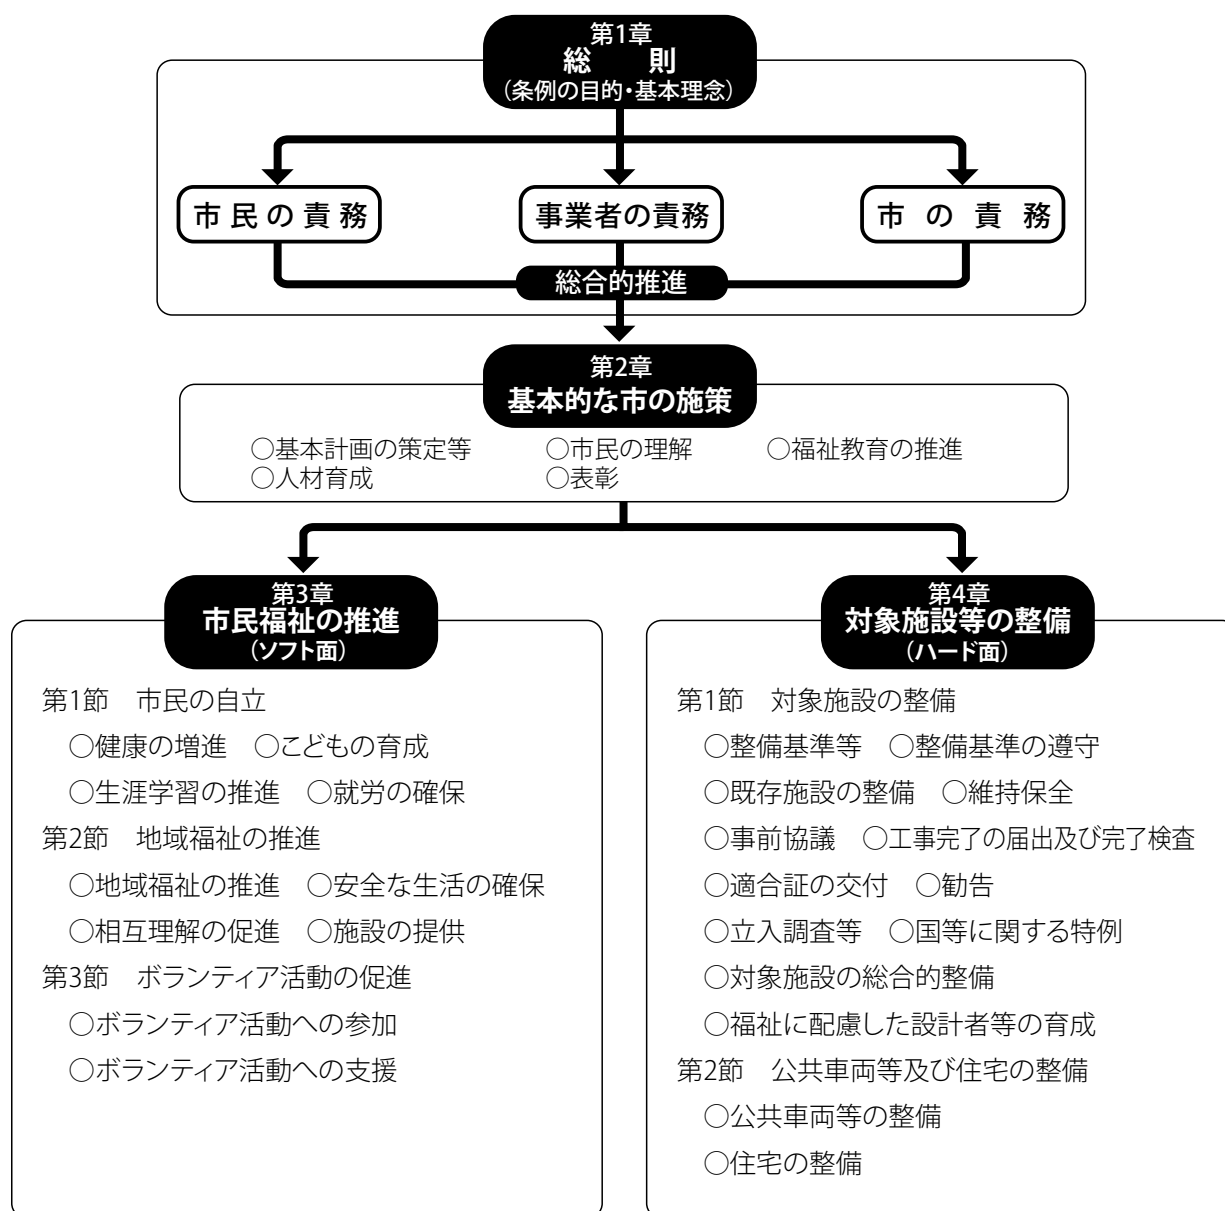 第1章
総　則
（条例の目的・基本理念）
市民の責務
事業者の責務
市の責務
総合的推進
第2章
基本的な市の施策
○基本計画の策定等　○市民の理解　○福祉教育の推進
○人材育成　○表彰
第3章
市民福祉の推進
（ソフト面）
第1節　市民の自立
○健康の増進　○こどもの育成
○生涯学習の推進　○就労の確保
第2節　地域福祉の推進
○地域福祉の推進　○安全な生活の確保
○相互理解の促進　○施設の提供
第3節　ボランティア活動の促進
○ボランティア活動への参加
○ボランティア活動への支援
第4章
対象施設等の整備
（ハード面）
第1節　対象施設の整備
○整備基準等　○整備基準の遵守
○既存施設の整備　○維持保全
○事前協議　○工事完了の届出及び完了検査
○適合証の交付　○勧告
○立入調査等　○国等に関する特例
○対象施設の総合的整備
○福祉に配慮した設計者等の育成
第2節　公共車両等及び住宅の整備
○公共車両等の整備
○住宅の整備